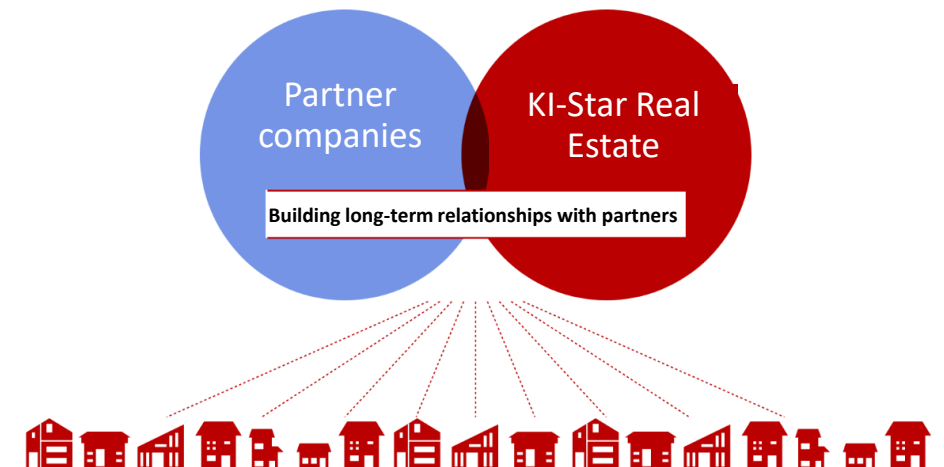 Partner
companies
KI-Star Real
Estate
Building long-term relationships with partners